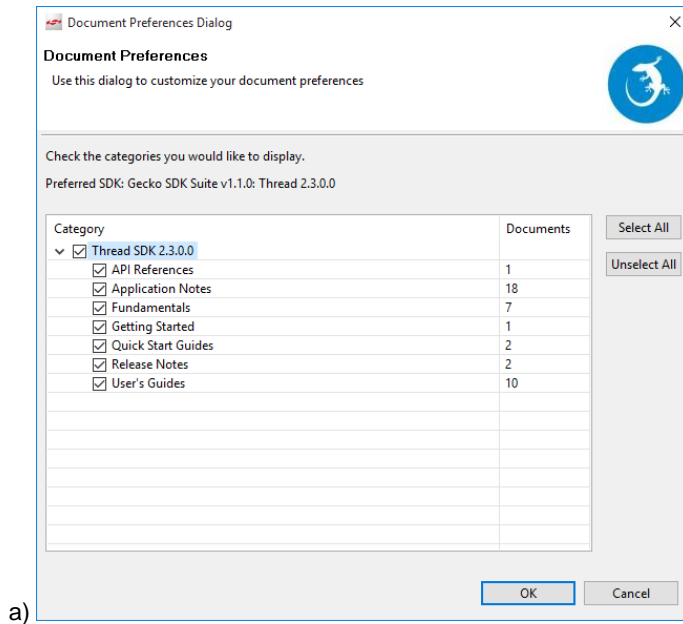 Document Preferences Dialog
Document Preferences
Use this dialog to customize your document preferences
Check the categories you would like to display.
Preferred SDK: Gecko SDK Suite v1.1.0: Thread 2.3.0.0
Category Documents
Thread SDK 2.3.0.0
API References 1
Application Notes 18
Fundamentals 7
Getting Started 1
Quick Start Guides 2
Release Notes 2
User's Guides 10
Select All
Unselect All
OK Cancel
a)